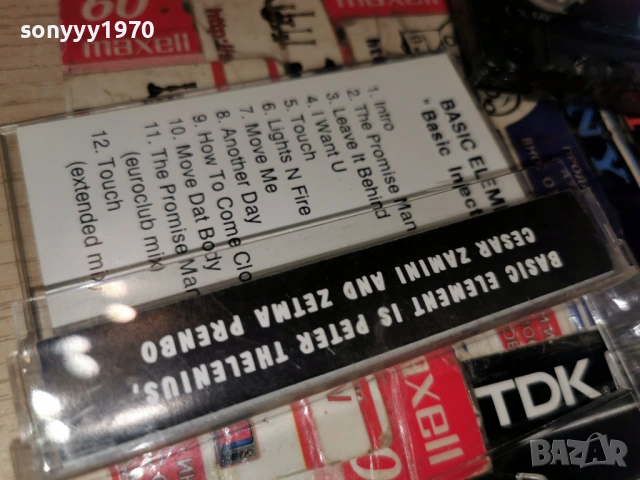 sonyyy1970
60
maxell
BASIC ELEM
"Basic Inject
1. Intro
2. The Promise Man
3. Leave It Behind
4. I Want U
5. Touch
6. Lights N Fire
7. Move Me
8. Another Day
9. How To Come Clo
10. Move Dat Body
11. The Promise Man
(euroclub mix)
12. Touch
(extended mix
BASIC ELEMENT IS PETER THELENIUS,
CESAR ZAMINI AND ZETMA PRENBO
maxell
TDK
BAZAR